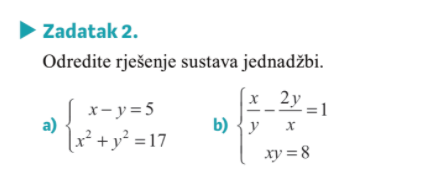 ▶ Zadatak 2.
Odredite rješenje sustava jednadžbi.
a) { x − y = 5
x² + y² = 17
b) { x/y − 2y/x = 1
xy = 8